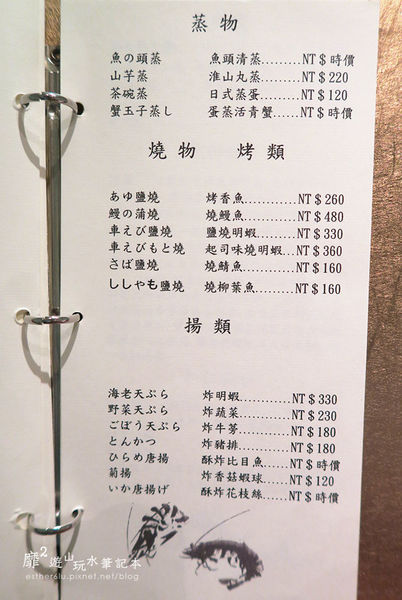 蒸物
魚の頭蒸 魚頭清蒸.........NT$時價
山芋蒸 淮山丸蒸.........NT$220
茶碗蒸 日式蒸蛋.........NT$120
蟹玉子蒸し 蛋蒸活青蟹......NT$時價
燒物 烤類
あゆ鹽燒 烤香魚............NT$260
鰻の蒲燒 燒鰻魚............NT$480
車えび鹽燒 鹽燒明蝦.........NT$330
車えびもと燒 起司味燒明蝦...NT$360
さば鹽燒 燒鯖魚............NT$160
ししゃも鹽燒 燒柳葉魚.........NT$160
揚類
海老天ぷら 炸明蝦............NT$330
野菜天ぷら 炸蔬菜............NT$230
ごぼう天ぷら 炸牛蒡............NT$180
とんかつ 炸豬排............NT$180
ひらめ唐揚 酥炸比目魚......NT$時價
菊揚 炸香菇蝦球......NT$120
いか唐揚げ 酥炸花枝絲......NT$時價
靡²遊山玩水筆記本
esther6lu.pixnet.net/blog